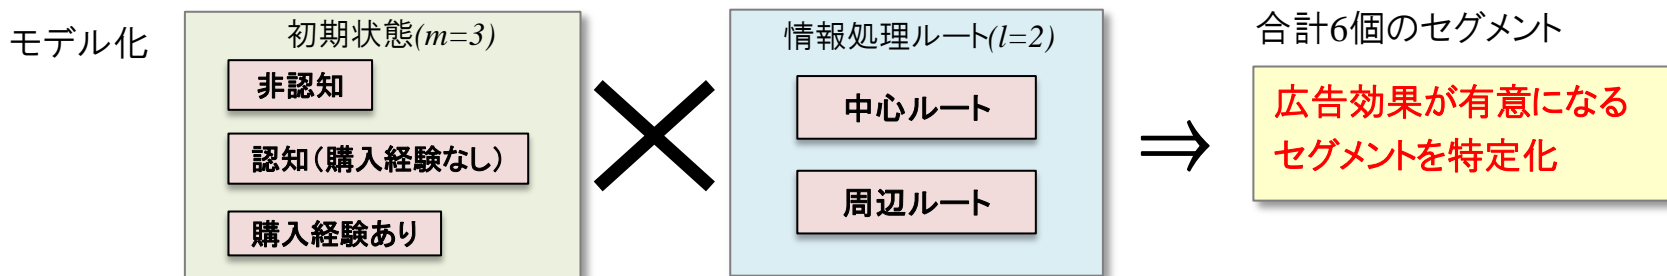 モデル化
初期状態(m=3)
非認知
認知(購入経験なし)
購入経験あり
情報処理ルート(l=2)
中心ルート
周辺ルート
⇒
合計6個のセグメント
広告効果が有意になる
セグメントを特定化